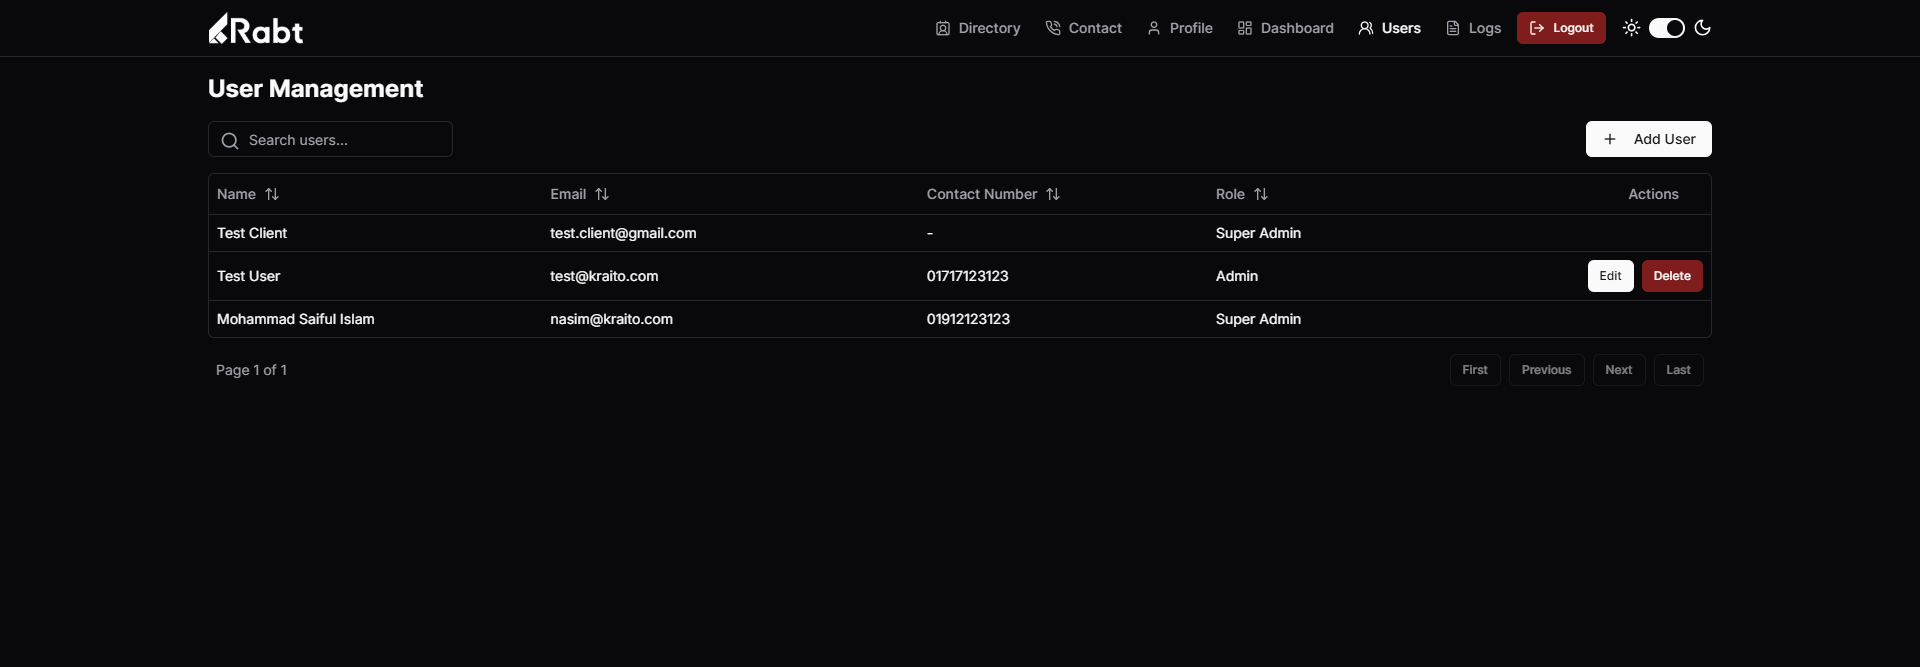 Rabt Directory Contact Profile Dashboard Users Logs Logout
User Management
Search users... Add User
Name Email Contact Number Role Actions
Test Client test.client@gmail.com - Super Admin
Test User test@kraito.com 01717123123 Admin Edit Delete
Mohammad Saiful Islam nasim@kraito.com 01912123123 Super Admin
Page 1 of 1 First Previous Next Last